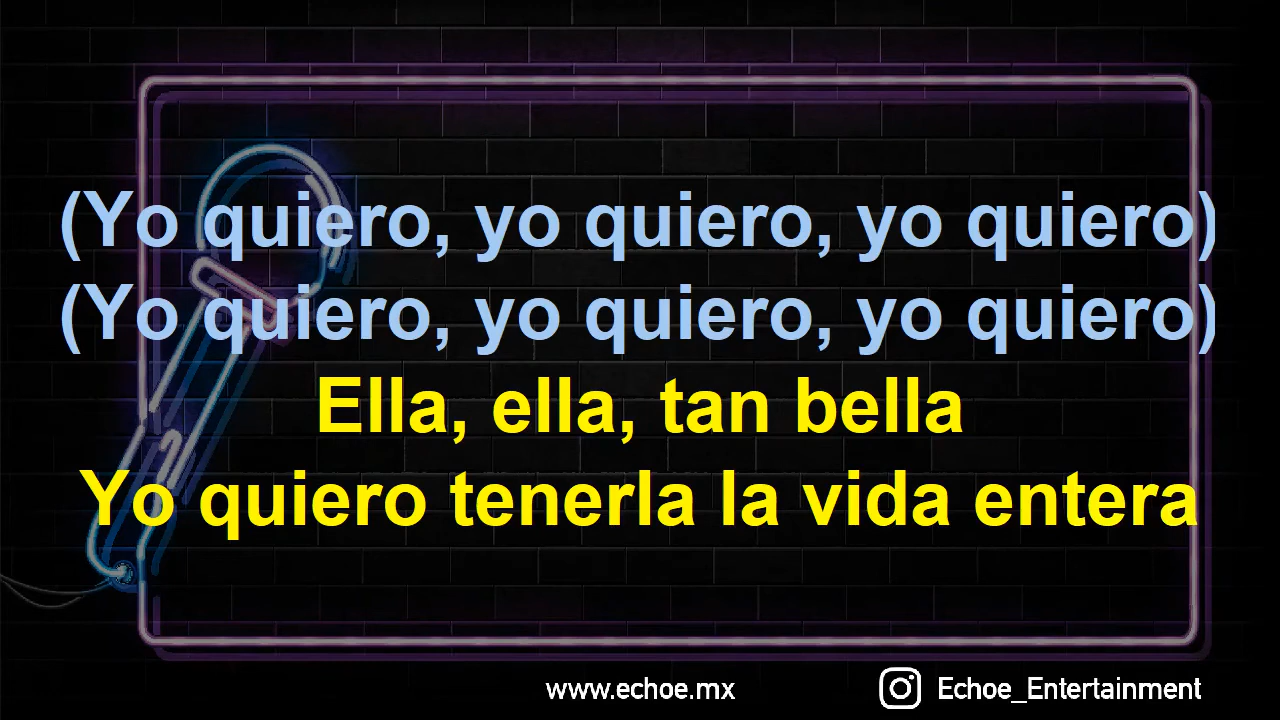 (Yo quiero, yo quiero, yo quiero)
(Yo quiero, yo quiero, yo quiero)
Ella, ella, tan bella
Yo quiero tenerla la vida entera
www.echoe.mx Echoe_Entertainment